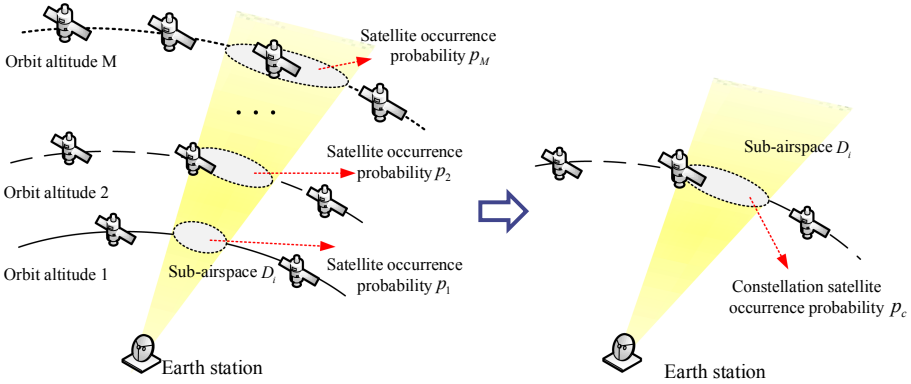 Orbit altitude M
Satellite occurrence
probability p_M
. . .
Orbit altitude 2
Satellite occurrence
probability p_2
Orbit altitude 1
Sub-airspace D_i
Satellite occurrence
probability p_1
Earth station
Sub-airspace D_i
Constellation satellite
occurrence probability p_c
Earth station